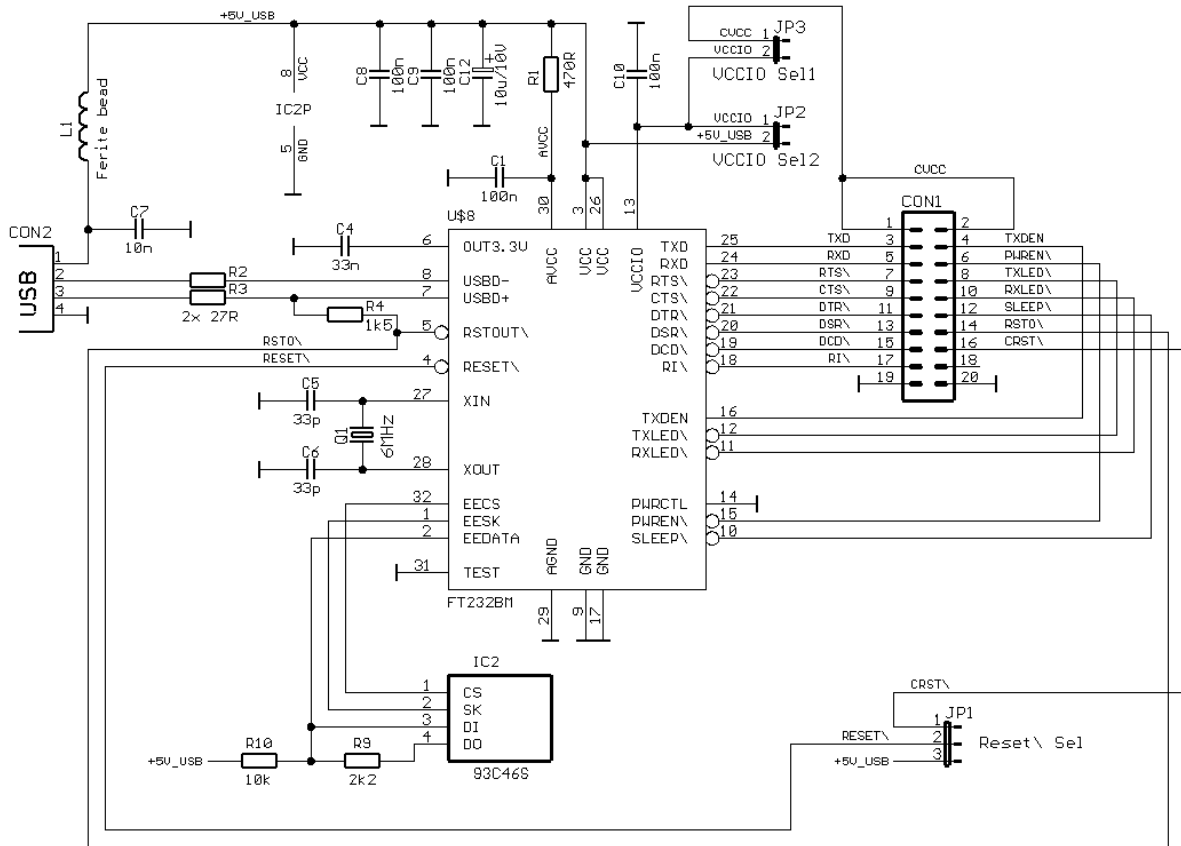 +5V_USB
L1
Ferite bead
8
VCC
IC2P
5
GND
C8
100n
C9
100n
C12
+
10u/10V
R1
470R
AVCC
C10
100n
CVCC 1
VCCIO 2
JP3
VCCIO Sel1
VCCIO 1
+5V_USB 2
JP2
VCCIO Sel2
CVCC
C1
100n
30
3
26
13
CON2
USB
1
2
3
4
C7
10n
C4
33n
R2
R3
2x 27R
R4
1k5
RSTO\
RESET\
C5
33p
C6
33p
Q1
6MHz
U$8
6 OUT3.3V
8 USBD-
7 USBD+
5 RSTOUT\
4 RESET\
27 XIN
28 XOUT
32 EECS
1 EESK
2 EEDATA
31 TEST
AVCC
VCC
VCC
VCCIO
TXD 25
RXD 24
RTS\ 23
CTS\ 22
DTR\ 21
DSR\ 20
DCD\ 19
RI\ 18
TXDEN 16
TXLED\ 12
RXLED\ 11
PWRCTL 14
PWREN\ 15
SLEEP\ 10
AGND
GND
GND
FT232BM
29
9
17
CON1
1 2
TXD 3 4 TXDEN
RXD 5 6 PWREN\
RTS\ 7 8 TXLED\
CTS\ 9 10 RXLED\
DTR\ 11 12 SLEEP\
DSR\ 13 14 RSTO\
DCD\ 15 16 CRST\
RI\ 17 18
19 20
IC2
1 CS
2 SK
3 DI
4 DO
93C46S
+5V_USB
R10
10k
R9
2k2
CRST\ 1
RESET\ 2
+5V_USB 3
JP1
Reset\ Sel